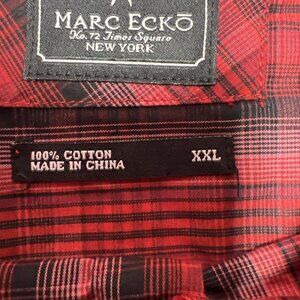 MARC ECKŌ
No. 72 Times Square
NEW YORK
100% COTTON XXL
MADE IN CHINA